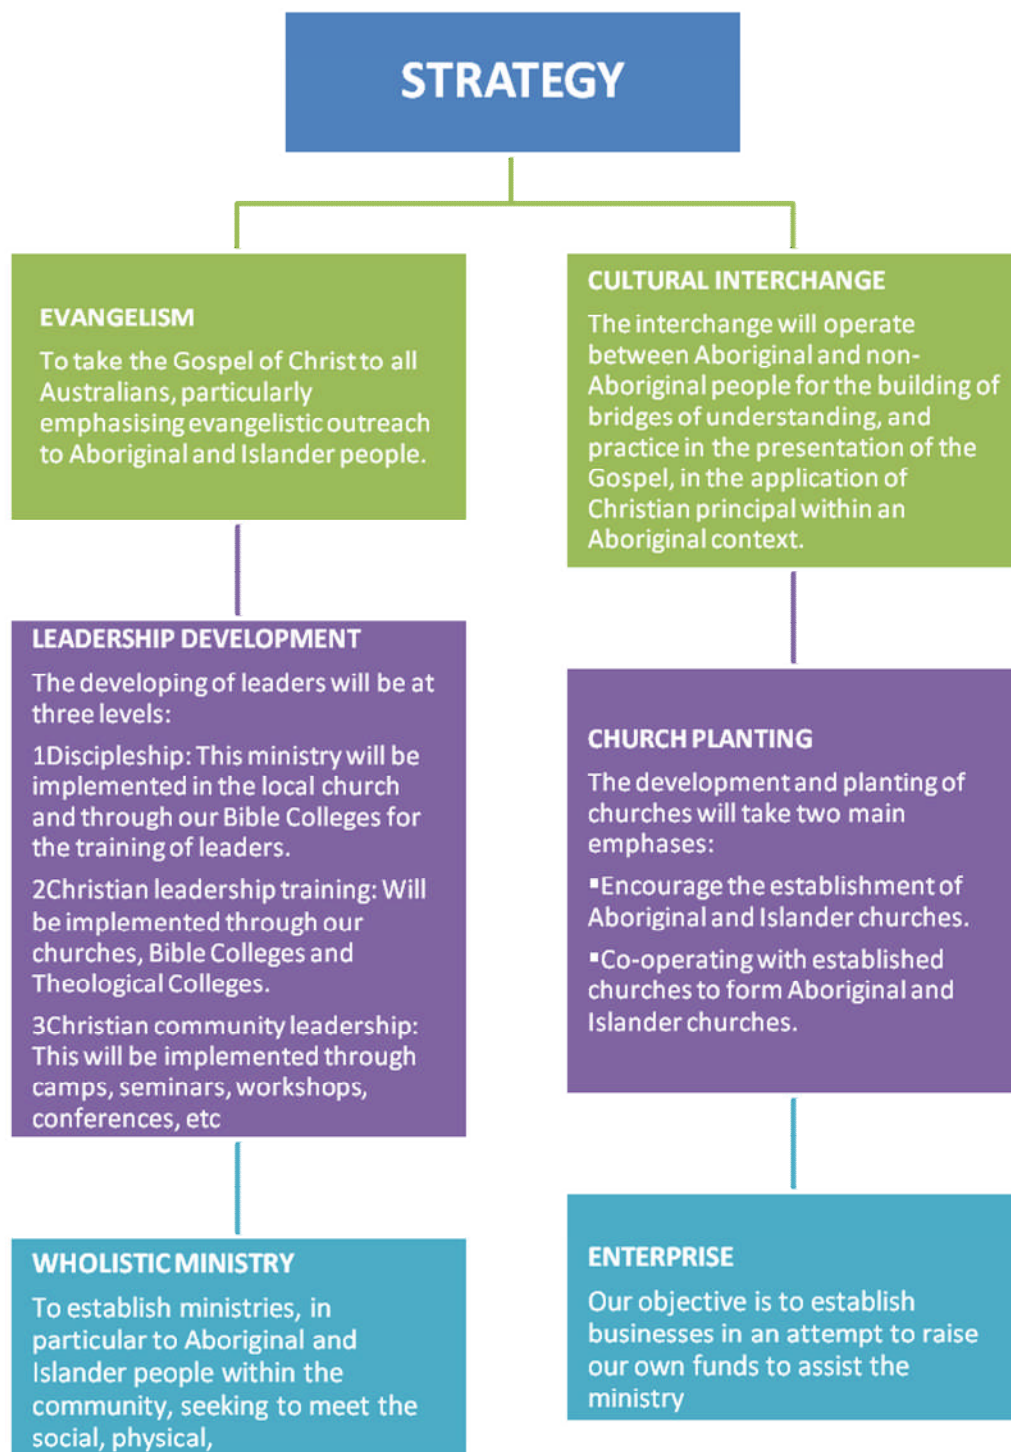 STRATEGY
EVANGELISM
To take the Gospel of Christ to all
Australians, particularly
emphasising evangelistic outreach
to Aboriginal and Islander people.
CULTURAL INTERCHANGE
The interchange will operate
between Aboriginal and non-
Aboriginal people for the building of
bridges of understanding, and
practice in the presentation of the
Gospel, in the application of
Christian principal within an
Aboriginal context.
LEADERSHIP DEVELOPMENT
The developing of leaders will be at
three levels:
1Discipleship: This ministry will be
implemented in the local church
and through our Bible Colleges for
the training of leaders.
2Christian leadership training: Will
be implemented through our
churches, Bible Colleges and
Theological Colleges.
3Christian community leadership:
This will be implemented through
camps, seminars, workshops,
conferences, etc
CHURCH PLANTING
The development and planting of
churches will take two main
emphases:
▪Encourage the establishment of
Aboriginal and Islander churches.
▪Co-operating with established
churches to form Aboriginal and
Islander churches.
WHOLISTIC MINISTRY
To establish ministries, in
particular to Aboriginal and
Islander people within the
community, seeking to meet the
social, physical,
ENTERPRISE
Our objective is to establish
businesses in an attempt to raise
our own funds to assist the
ministry